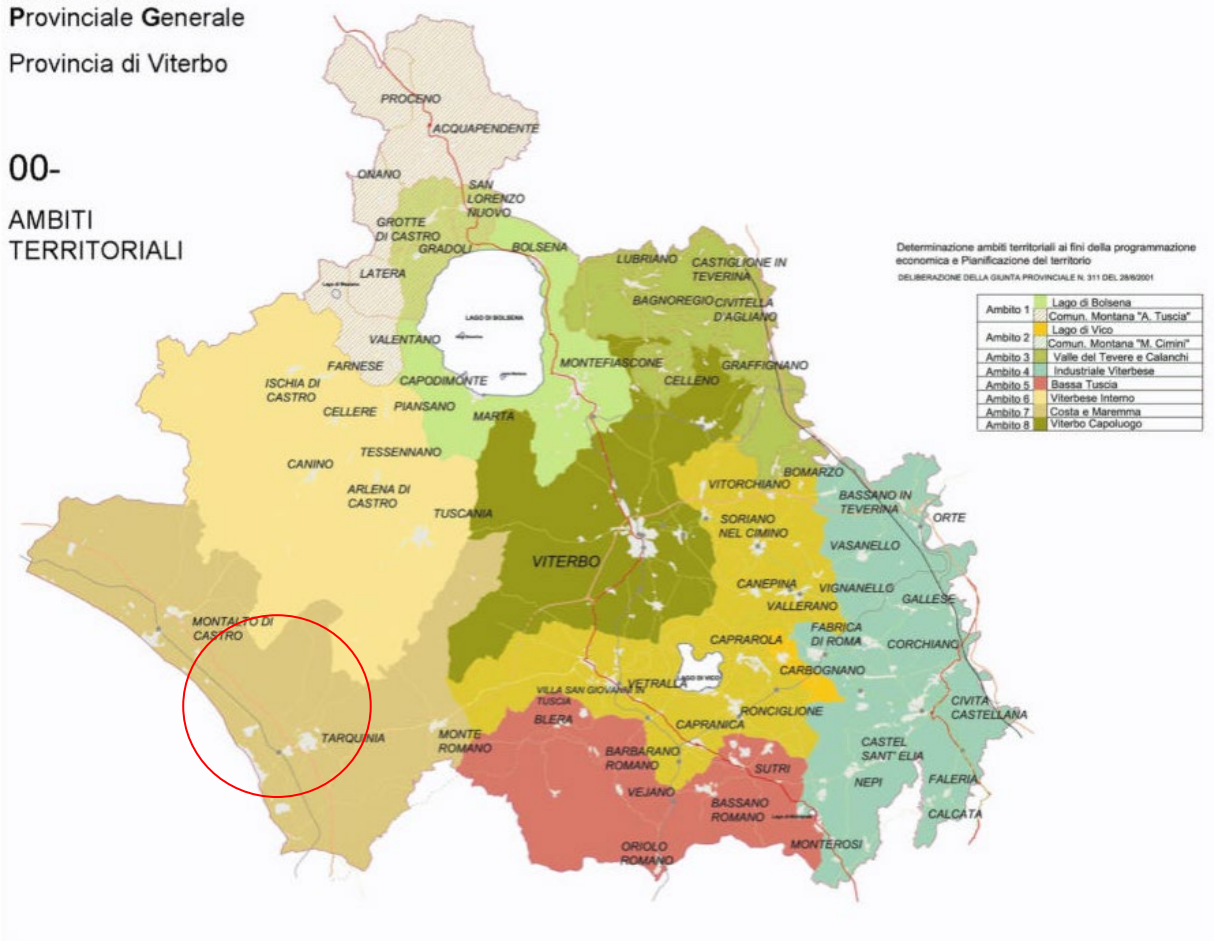 Provinciale Generale
Provincia di Viterbo
00-
AMBITI
TERRITORIALI
PROCENO
ACQUAPENDENTE
ONANO
SAN
LORENZO
NUOVO
GROTTE
DI CASTRO
GRADOLI
BOLSENA
LATERA
LAGO DI BOLSENA
VALENTANO
FARNESE
ISCHIA DI
CASTRO
CAPODIMONTE
CELLERE
PIANSANO
MARTA
MONTEFIASCONE
LUBRIANO
CASTIGLIONE IN
TEVERINA
BAGNOREGIO
CIVITELLA
D'AGLIANO
GRAFFIGNANO
CELLENO
Determinazione ambiti territoriali ai fini della programmazione
economica e Pianificazione del territorio
DELIBERAZIONE DELLA GIUNTA PROVINCIALE N. 311 DEL 28/6/2001
Ambito 1 Lago di Bolsena
Comun. Montana "A. Tuscia"
Ambito 2 Lago di Vico
Comun. Montana "M. Cimini"
Ambito 3 Valle del Tevere e Calanchi
Ambito 4 Industriale Viterbese
Ambito 5 Bassa Tuscia
Ambito 6 Viterbese Interno
Ambito 7 Costa e Maremma
Ambito 8 Viterbo Capoluogo
TESSENNANO
CANINO
ARLENA DI
CASTRO
TUSCANIA
BOMARZO
VITORCHIANO
BASSANO IN
TEVERINA
ORTE
SORIANO
NEL CIMINO
VASANELLO
VITERBO
CANEPINA
VIGNANELLO
VALLERANO
GALLESE
MONTALTO DI
CASTRO
FABRICA
DI ROMA
CAPRAROLA
CORCHIANO
CARBOGNANO
LAGO DI VICO
VETRALLA
VILLA SAN GIOVANNI IN
TUSCIA
BLERA
RONCIGLIONE
CAPRANICA
CIVITA
CASTELLANA
TARQUINIA
MONTE
ROMANO
BARBARANO
ROMANO
CASTEL
SANT' ELIA
SUTRI
NEPI
FALERIA
VEJANO
BASSANO
ROMANO
CALCATA
ORIOLO
ROMANO
MONTEROSI